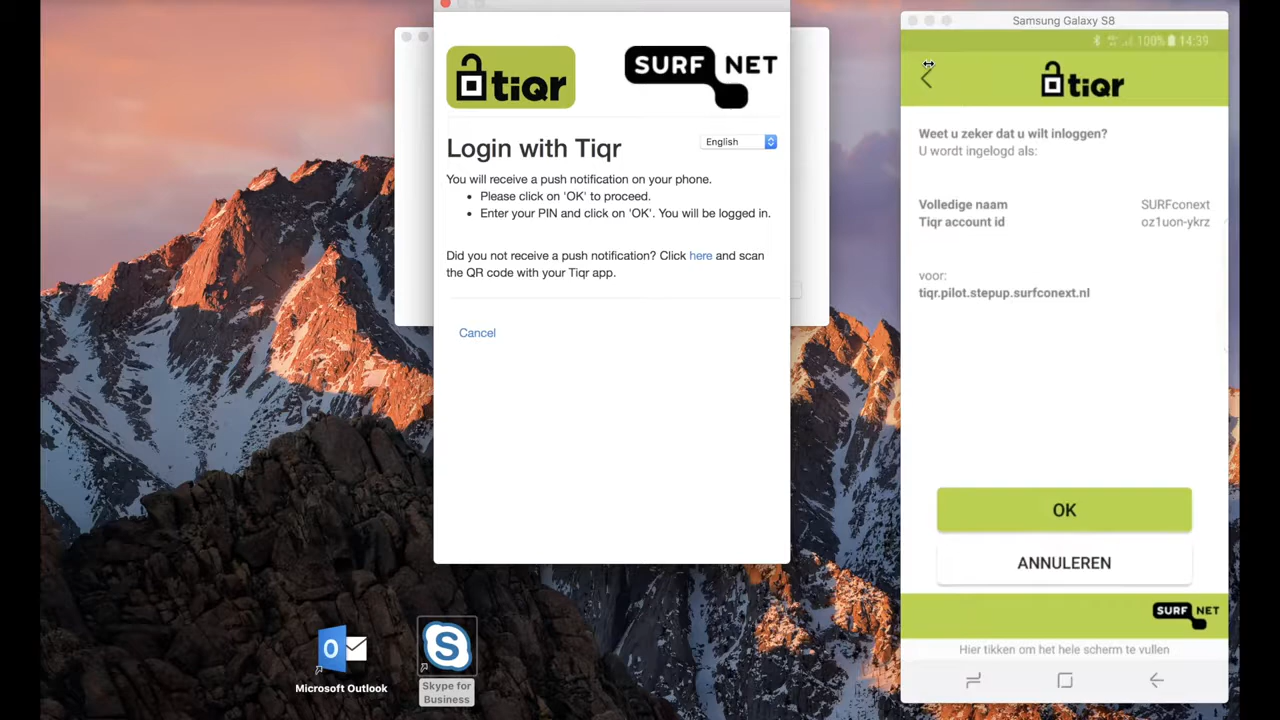 tiqr
SURF NET
Login with Tiqr
English
You will receive a push notification on your phone.
Please click on 'OK' to proceed.
Enter your PIN and click on 'OK'. You will be logged in.
Did you not receive a push notification? Click here and scan
the QR code with your Tiqr app.
Cancel
Microsoft Outlook
Skype for
Business
Samsung Galaxy S8
100% 14:39
tiqr
Weet u zeker dat u wilt inloggen?
U wordt ingelogd als:
Volledige naam SURFconext
Tiqr account id oz1uon-ykrz
voor:
tiqr.pilot.stepup.surfconext.nl
OK
ANNULEREN
SURF NET
Hier tikken om het hele scherm te vullen